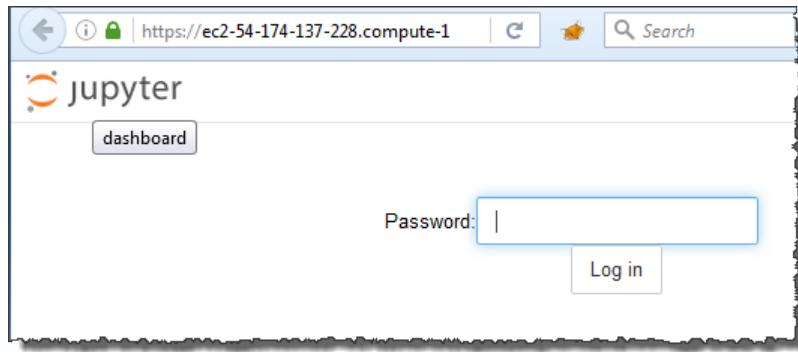 https://ec2-54-174-137-228.compute-1 Search
jupyter
dashboard
Password:
Log in